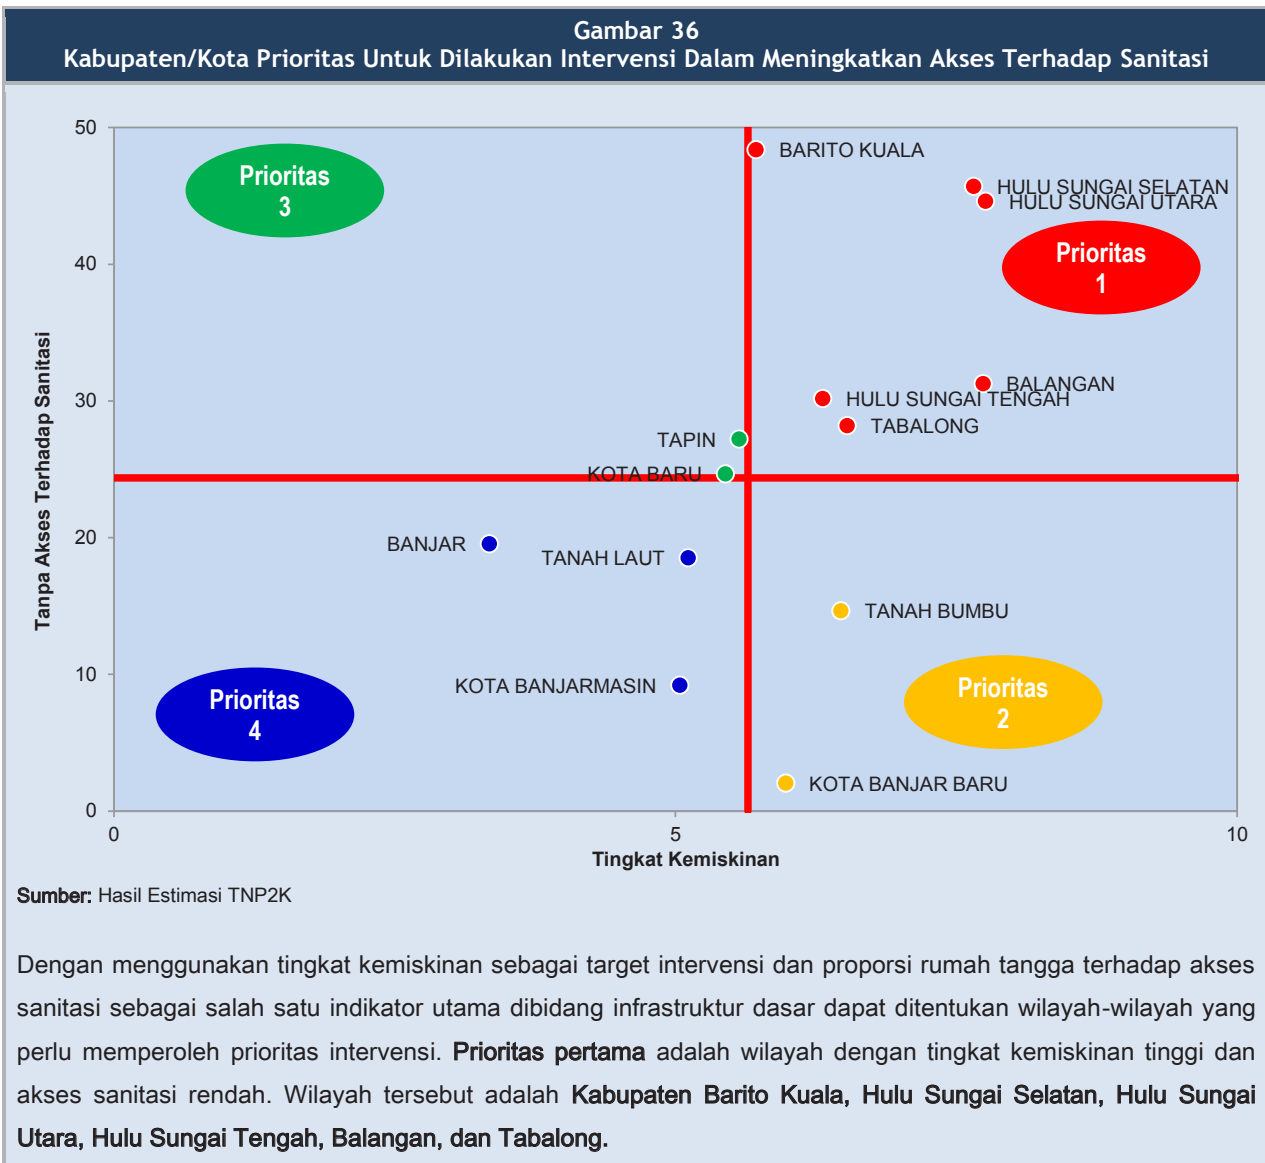 Gambar 36
Kabupaten/Kota Prioritas Untuk Dilakukan Intervensi Dalam Meningkatkan Akses Terhadap Sanitasi
50
40
30
20
10
0
Tanpa Akses Terhadap Sanitasi
Prioritas
3
BARITO KUALA
HULU SUNGAI SELATAN
HULU SUNGAI UTARA
Prioritas
1
BALANGAN
HULU SUNGAI TENGAH
TABALONG
TAPIN
KOTA BARU
BANJAR
TANAH LAUT
TANAH BUMBU
KOTA BANJARMASIN
Prioritas
4
Prioritas
2
KOTA BANJAR BARU
0
5
10
Tingkat Kemiskinan
Sumber: Hasil Estimasi TNP2K
Dengan menggunakan tingkat kemiskinan sebagai target intervensi dan proporsi rumah tangga terhadap akses
sanitasi sebagai salah satu indikator utama dibidang infrastruktur dasar dapat ditentukan wilayah-wilayah yang
perlu memperoleh prioritas intervensi. Prioritas pertama adalah wilayah dengan tingkat kemiskinan tinggi dan
akses sanitasi rendah. Wilayah tersebut adalah Kabupaten Barito Kuala, Hulu Sungai Selatan, Hulu Sungai
Utara, Hulu Sungai Tengah, Balangan, dan Tabalong.